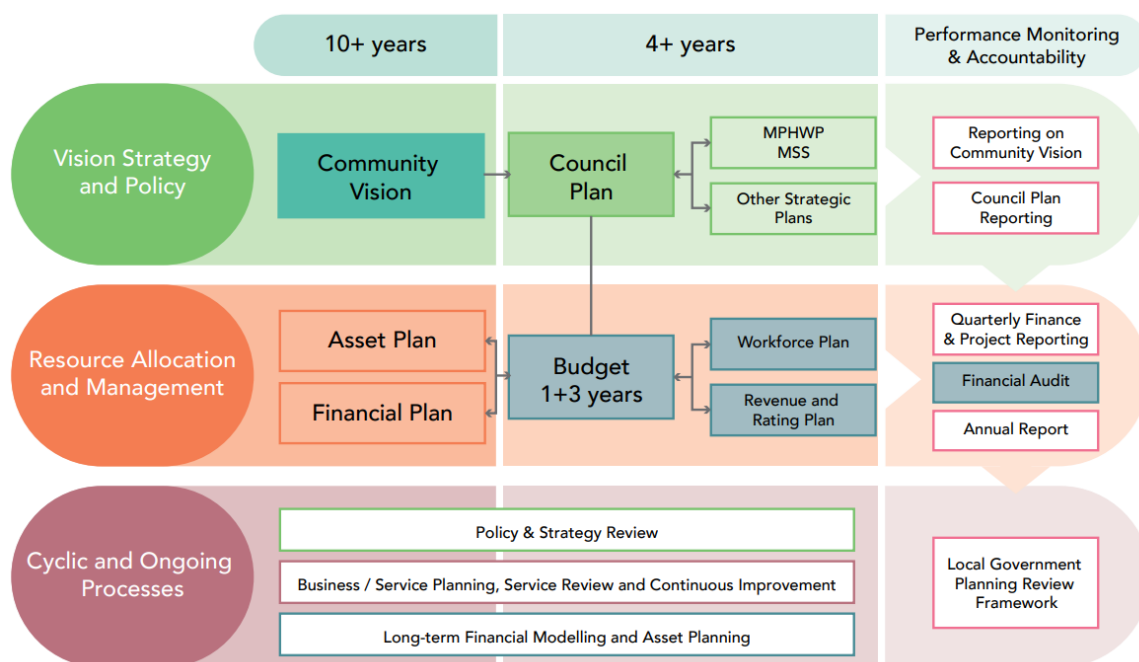 10+ years
4+ years
Performance Monitoring
& Accountability
Vision Strategy
and Policy
Community
Vision
Council
Plan
MPHWP
MSS
Other Strategic
Plans
Reporting on
Community Vision
Council Plan
Reporting
Resource Allocation
and Management
Asset Plan
Financial Plan
Budget
1+3 years
Workforce Plan
Revenue and
Rating Plan
Quarterly Finance
& Project Reporting
Financial Audit
Annual Report
Cyclic and Ongoing
Processes
Policy & Strategy Review
Business / Service Planning, Service Review and Continuous Improvement
Long-term Financial Modelling and Asset Planning
Local Government
Planning Review
Framework